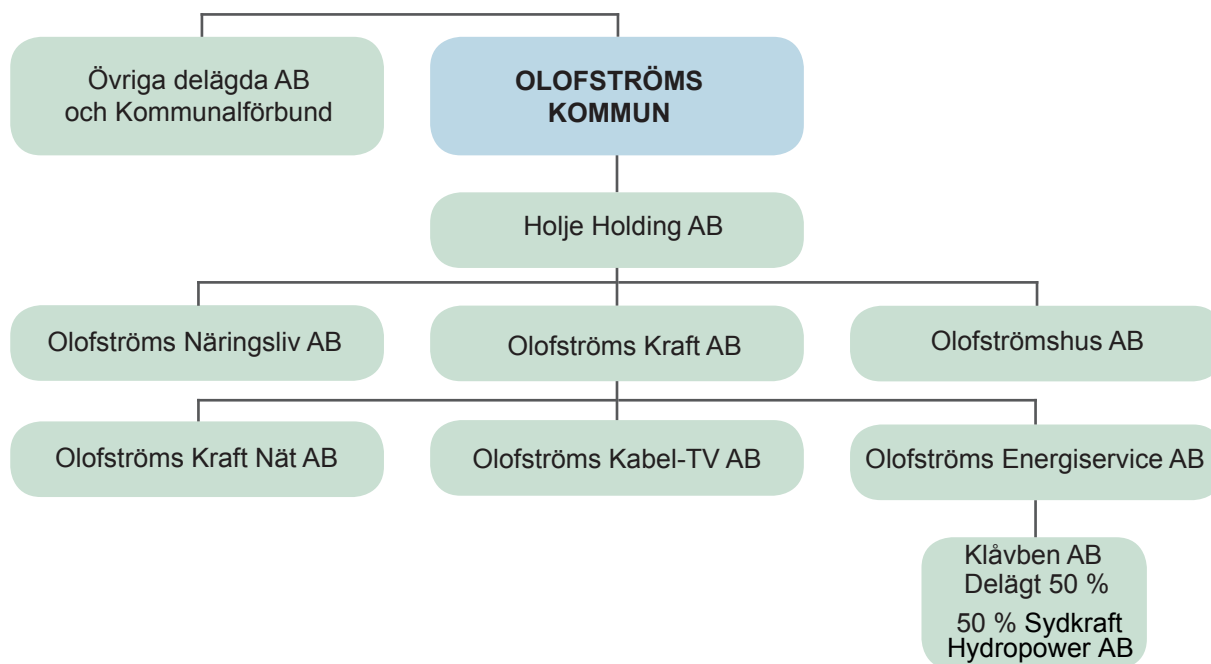 Övriga delägda AB
och Kommunalförbund
OLOFSTRÖMS
KOMMUN
Holje Holding AB
Olofströms Näringsliv AB
Olofströms Kraft AB
Olofströmshus AB
Olofströms Kraft Nät AB
Olofströms Kabel-TV AB
Olofströms Energiservice AB
Klåvben AB
Delägt 50 %
50 % Sydkraft
Hydropower AB